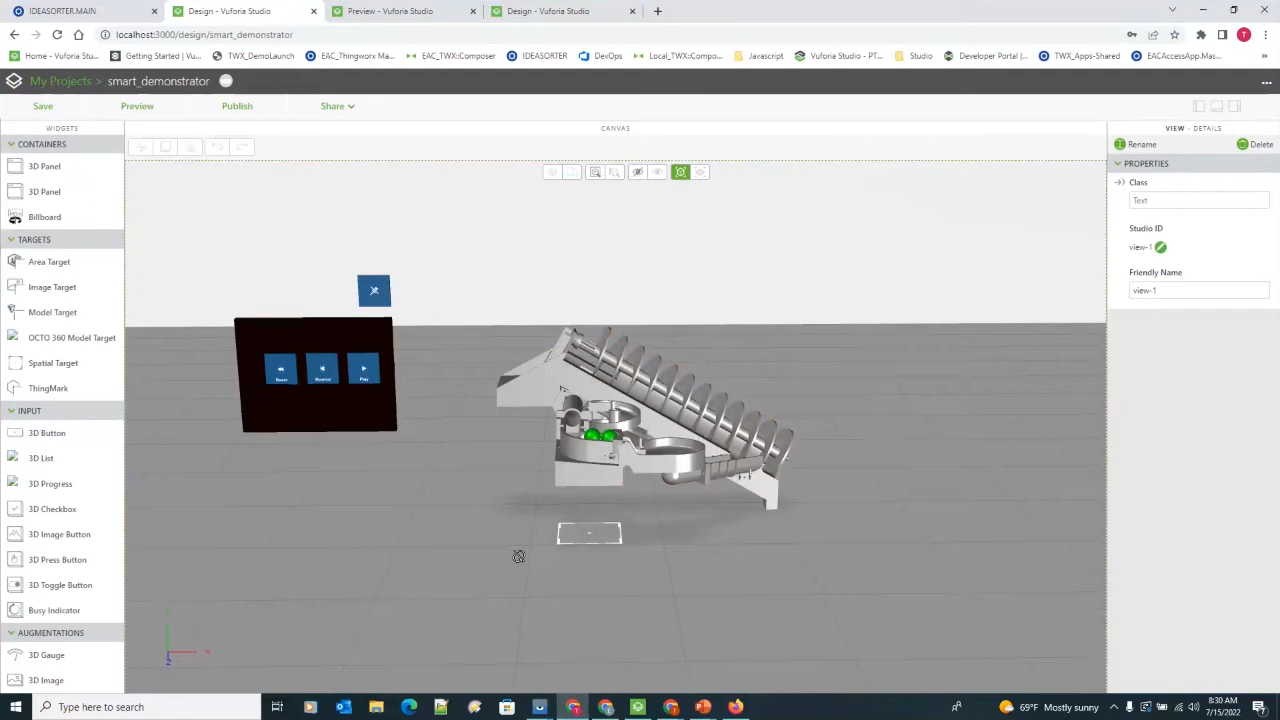 IDEASORTER.MAIN
Design - Vuforia Studio
Preview - Vuforia Studio
Design - Vuforia Studio
localhost:3000/design/smart_demonstrator
Home - Vuforia Stu...
Getting Started | V...
TWX_DemoLaunch
EAC_Thingworx Ma...
EAC_TWX::Composer
IDEASORTER
DevOps
Local_TWX::Compo...
Javascript
Vuforia Studio - PT...
Studio
Developer Portal |...
TWX_Apps-Shared
EACAccessApp.Mas...
My Projects > smart_demonstrator
Save
Preview
Publish
Share
WIDGETS
CONTAINERS
3D Panel
3D Panel
Billboard
TARGETS
Area Target
Image Target
Model Target
OCTO 360 Model Target
Spatial Target
ThingMark
INPUT
3D Button
3D List
3D Progress
3D Checkbox
3D Image Button
3D Press Button
3D Toggle Button
Busy Indicator
AUGMENTATIONS
3D Gauge
3D Image
CANVAS
Reset
Rewind
Play
X
Z
VIEW - DETAILS
Rename
Delete
PROPERTIES
Class
Text
Studio ID
view-1
Friendly Name
view-1
Type here to search
69°F Mostly sunny
8:30 AM
7/15/2022